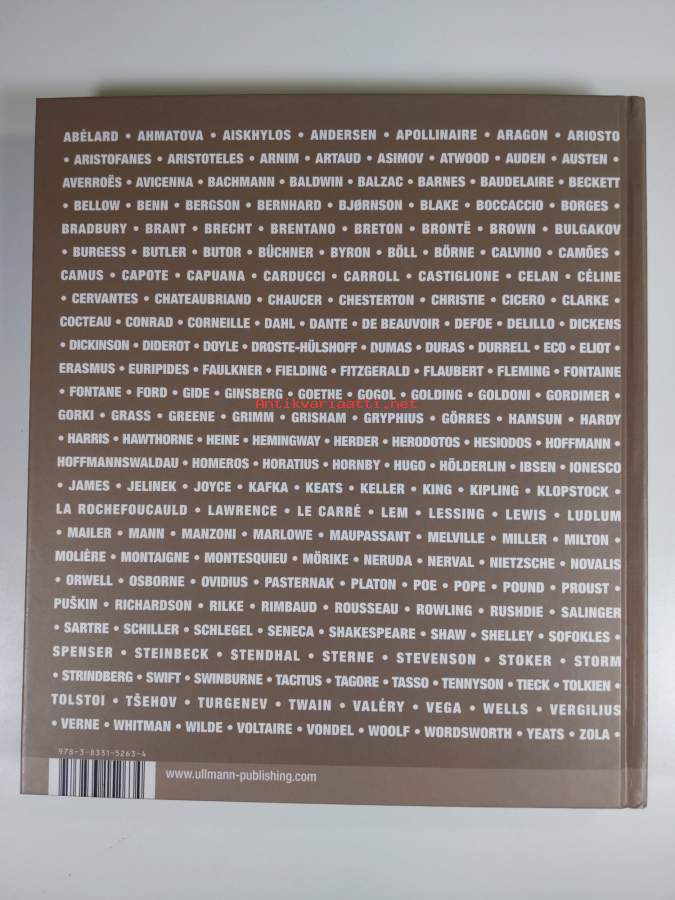 ABÉLARD • AHMATOVA • AISKHYLOS • ANDERSEN • APOLLINAIRE • ARAGON • ARIOSTO
• ARISTOFANES • ARISTOTELES • ARNIM • ARTAUD • ASIMOV • ATWOOD • AUDEN • AUSTEN •
AVERROËS • AVICENNA • BACHMANN • BALDWIN • BALZAC • BARNES • BAUDELAIRE • BECKETT
• BELLOW • BENN • BERGSON • BERNHARD • BJØRNSON • BLAKE • BOCCACCIO • BORGES •
BRADBURY • BRANT • BRECHT • BRENTANO • BRETON • BRONTË • BROWN • BULGAKOV
• BURGESS • BUTLER • BUTOR • BÜCHNER • BYRON • BÖLL • BÖRNE • CALVINO • CAMÕES •
CAMUS • CAPOTE • CAPUANA • CARDUCCI • CARROLL • CASTIGLIONE • CELAN • CÉLINE
• CERVANTES • CHATEAUBRIAND • CHAUCER • CHESTERTON • CHRISTIE • CICERO • CLARKE •
COCTEAU • CONRAD • CORNEILLE • DAHL • DANTE • DE BEAUVOIR • DEFOE • DELILLO • DICKENS
• DICKINSON • DIDEROT • DOYLE • DROSTE-HÜLSHOFF • DUMAS • DURAS • DURRELL • ECO • ELIOT •
ERASMUS • EURIPIDES • FAULKNER • FIELDING • FITZGERALD • FLAUBERT • FLEMING • FONTAINE
• FONTANE • FORD • GIDE • GINSBERG • GOETHE • GOGOL • GOLDING • GOLDONI • GORDIMER •
Antikvariaatti.net
GORKI • GRASS • GREENE • GRIMM • GRISHAM • GRYPHIUS • GÖRRES • HAMSUN • HARDY
• HARRIS • HAWTHORNE • HEINE • HEMINGWAY • HERDER • HERODOTOS • HESIODOS • HOFFMANN •
HOFFMANNSWALDAU • HOMEROS • HORATIUS • HORNBY • HUGO • HÖLDERLIN • IBSEN • IONESCO
• JAMES • JELINEK • JOYCE • KAFKA • KEATS • KELLER • KING • KIPLING • KLOPSTOCK •
LA ROCHEFOUCAULD • LAWRENCE • LE CARRÉ • LEM • LESSING • LEWIS • LUDLUM
• MAILER • MANN • MANZONI • MARLOWE • MAUPASSANT • MELVILLE • MILLER • MILTON •
MOLIÈRE • MONTAIGNE • MONTESQUIEU • MÖRIKE • NERUDA • NERVAL • NIETZSCHE • NOVALIS
• ORWELL • OSBORNE • OVIDIUS • PASTERNAK • PLATON • POE • POPE • POUND • PROUST •
PUŠKIN • RICHARDSON • RILKE • RIMBAUD • ROUSSEAU • ROWLING • RUSHDIE • SALINGER
• SARTRE • SCHILLER • SCHLEGEL • SENECA • SHAKESPEARE • SHAW • SHELLEY • SOFOKLES •
SPENSER • STEINBECK • STENDHAL • STERNE • STEVENSON • STOKER • STORM
• STRINDBERG • SWIFT • SWINBURNE • TACITUS • TAGORE • TASSO • TENNYSON • TIECK • TOLKIEN •
TOLSTOI • TŠEHOV • TURGENEV • TWAIN • VALÉRY • VEGA • WELLS • VERGILIUS
• VERNE • WHITMAN • WILDE • VOLTAIRE • VONDEL • WOOLF • WORDSWORTH • YEATS • ZOLA •
978-3-8331-5263-4
www.ullmann-publishing.com